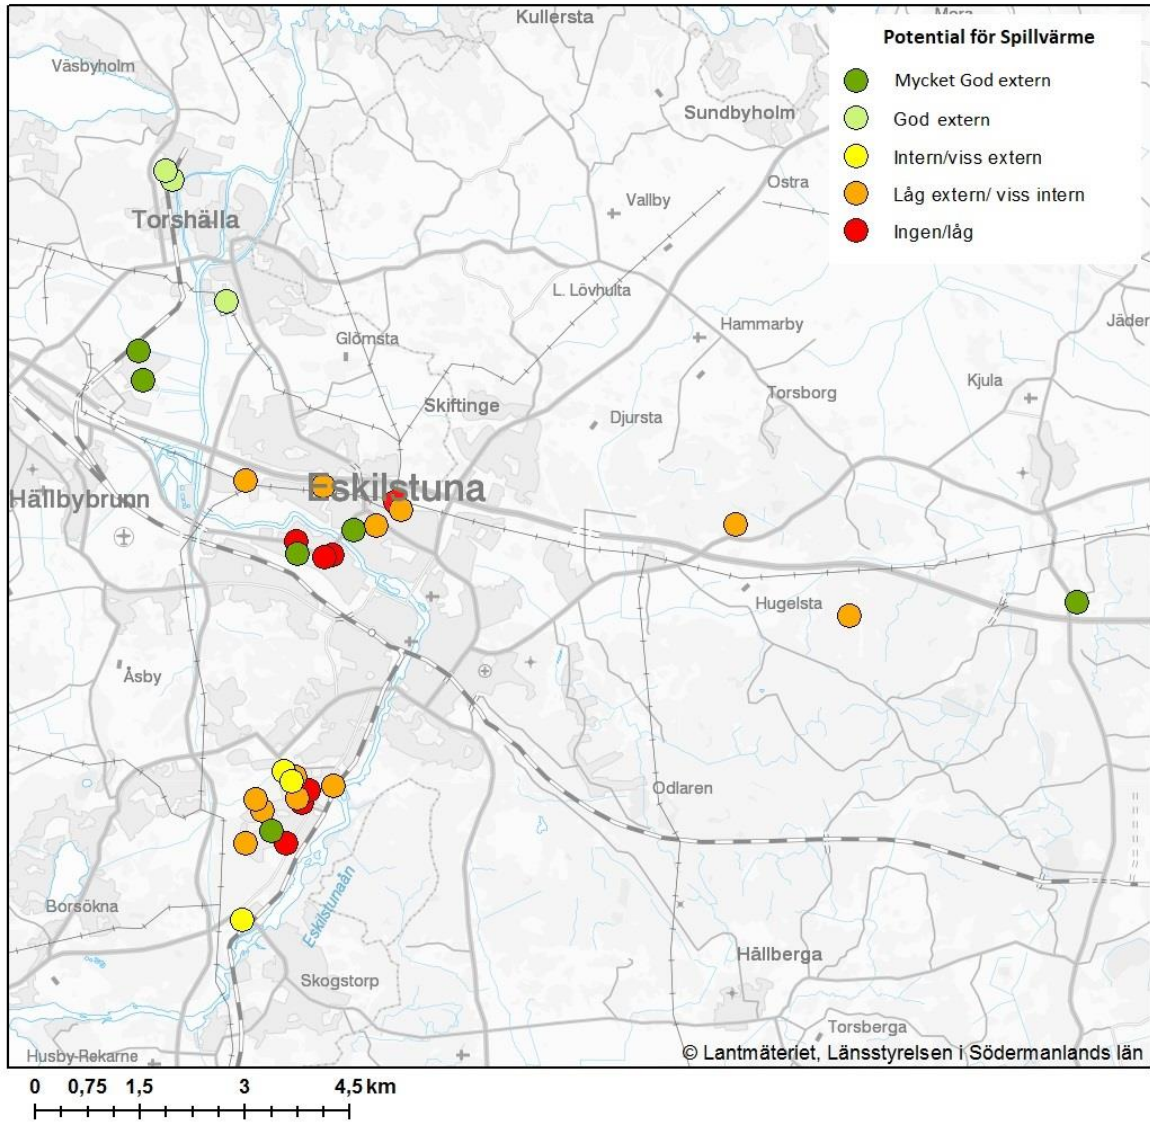 Kullersta
Mora
Potential för Spillvärme
Väsbyholm
Mycket God extern
Sundbyholm
God extern
Intern/viss extern
Ostra
Vallby
Låg extern/ viss intern
Torshälla
Ingen/låg
L. Lövhulta
Hammarby
Jäder
Glömsta
Kjula
Torsborg
Skiftinge
Djursta
Eskilstuna
Hällbybrunn
Hugelsta
Åsby
Odlaren
Borsökna
Eskilstunaån
Hållberga
Skogstorp
Torsberga
Husby-Rekarne
© Lantmäteriet, Länsstyrelsen i Södermanlands län
0 0,75 1,5 3 4,5 km